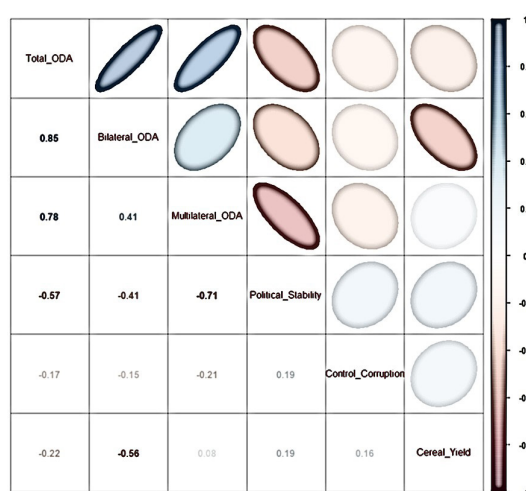 Total_ODA
0.85 Bilateral_ODA
0.78 0.41 Multilateral_ODA
-0.57 -0.41 -0.71 Political_Stability
-0.17 -0.15 -0.21 0.19 Control_Corruption
-0.22 -0.56 0.08 0.19 0.16 Cereal_Yield